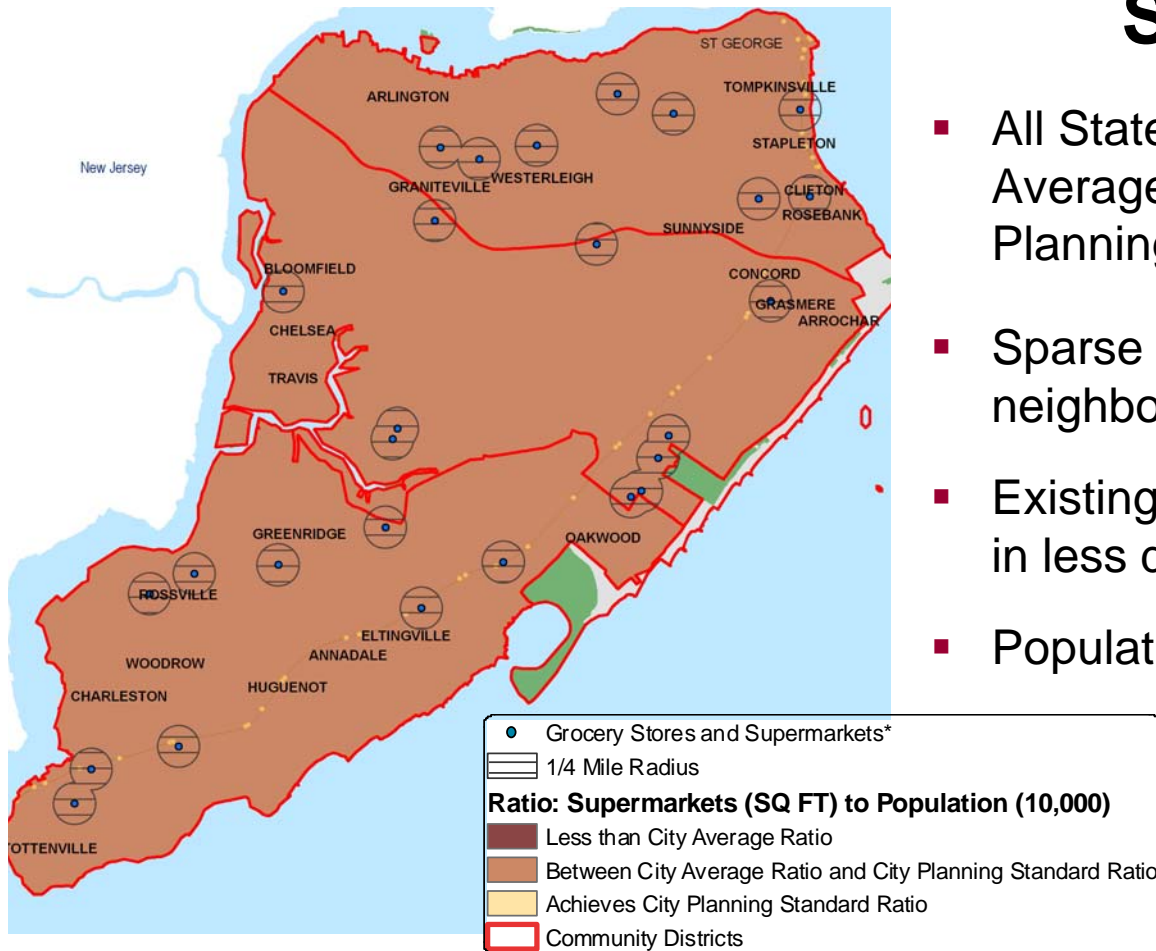 S
ST GEORGE
ARLINGTON
TOMPKINSVILLE
STAPLETON
New Jersey
GRANITEVILLE
WESTERLEIGH
CLIFTON
ROSEBANK
SUNNYSIDE
BLOOMFIELD
CONCORD
GRASMERE
ARROCHAR
CHELSEA
TRAVIS
GREENRIDGE
OAKWOOD
ROSSVILLE
ELTINGVILLE
ANNADALE
WOODROW
HUGUENOT
CHARLESTON
OTTENVILLE
▪ All State
Average
Planning
▪ Sparse
neighbo
▪ Existing
in less d
▪ Populat
Grocery Stores and Supermarkets*
1/4 Mile Radius
Ratio: Supermarkets (SQ FT) to Population (10,000)
Less than City Average Ratio
Between City Average Ratio and City Planning Standard Ratio
Achieves City Planning Standard Ratio
Community Districts